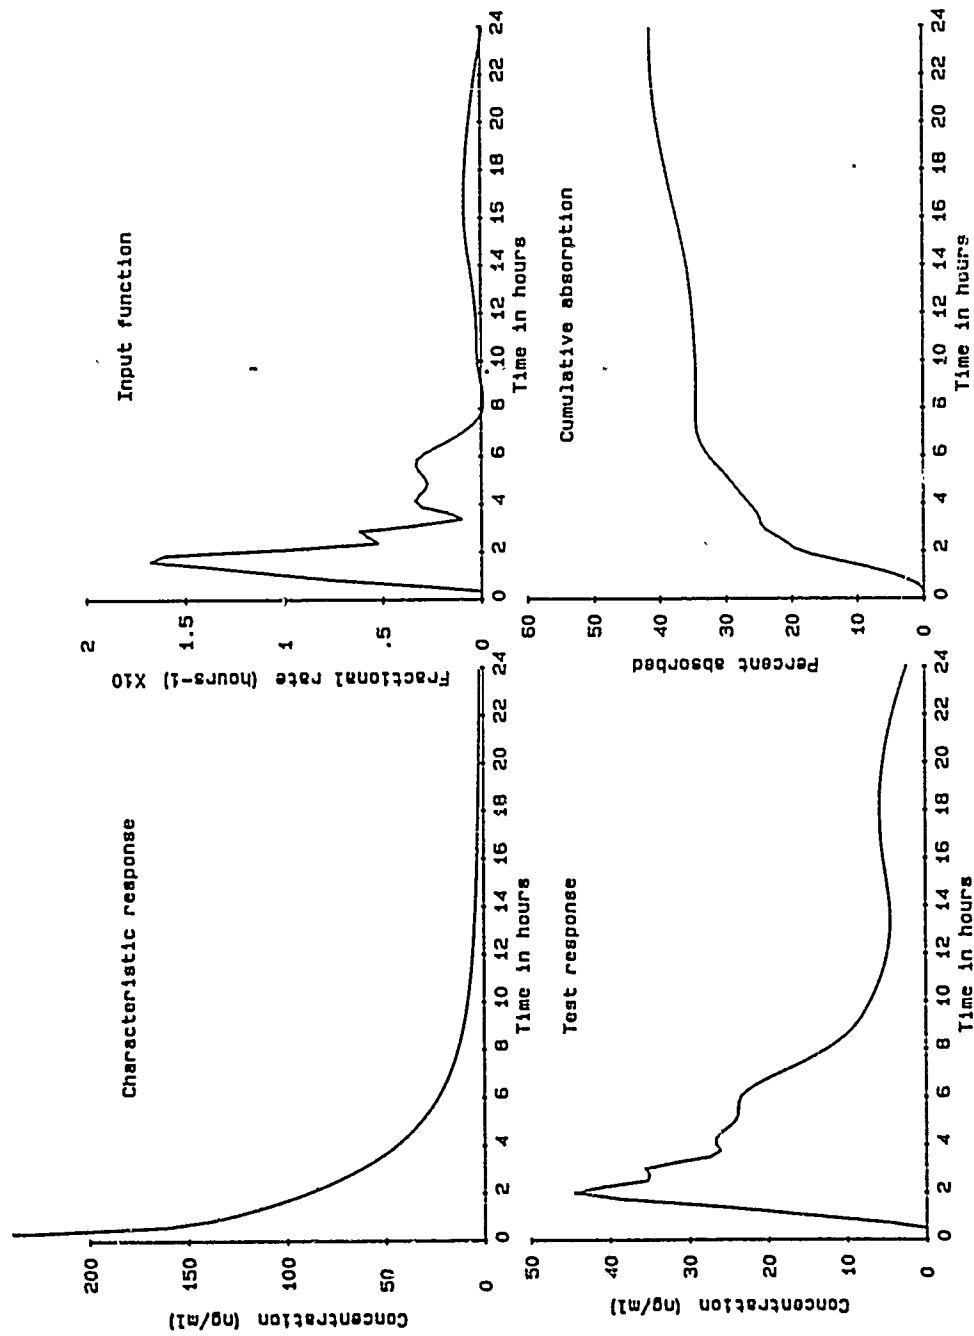 Characteristic response
Concentration (ng/ml)
200
100
50
0
0 2 4 6 8 10 12 14 16 18 20 22 24
Time in hours
Input function
Fractional rate (hours-1) X10
2
1.5
1
.5
0
0 2 4 6 8 10 12 14 16 18 20 22 24
Time in hours
Test response
Concentration (ng/ml)
50
40
30
20
10
0
0 2 4 6 8 10 12 14 16 18 20 22 24
Time in hours
Cumulative absorption
Percent absorbed
60
50
40
30
20
10
0
0 2 4 6 8 10 12 14 16 18 20 22 24
Time in hours